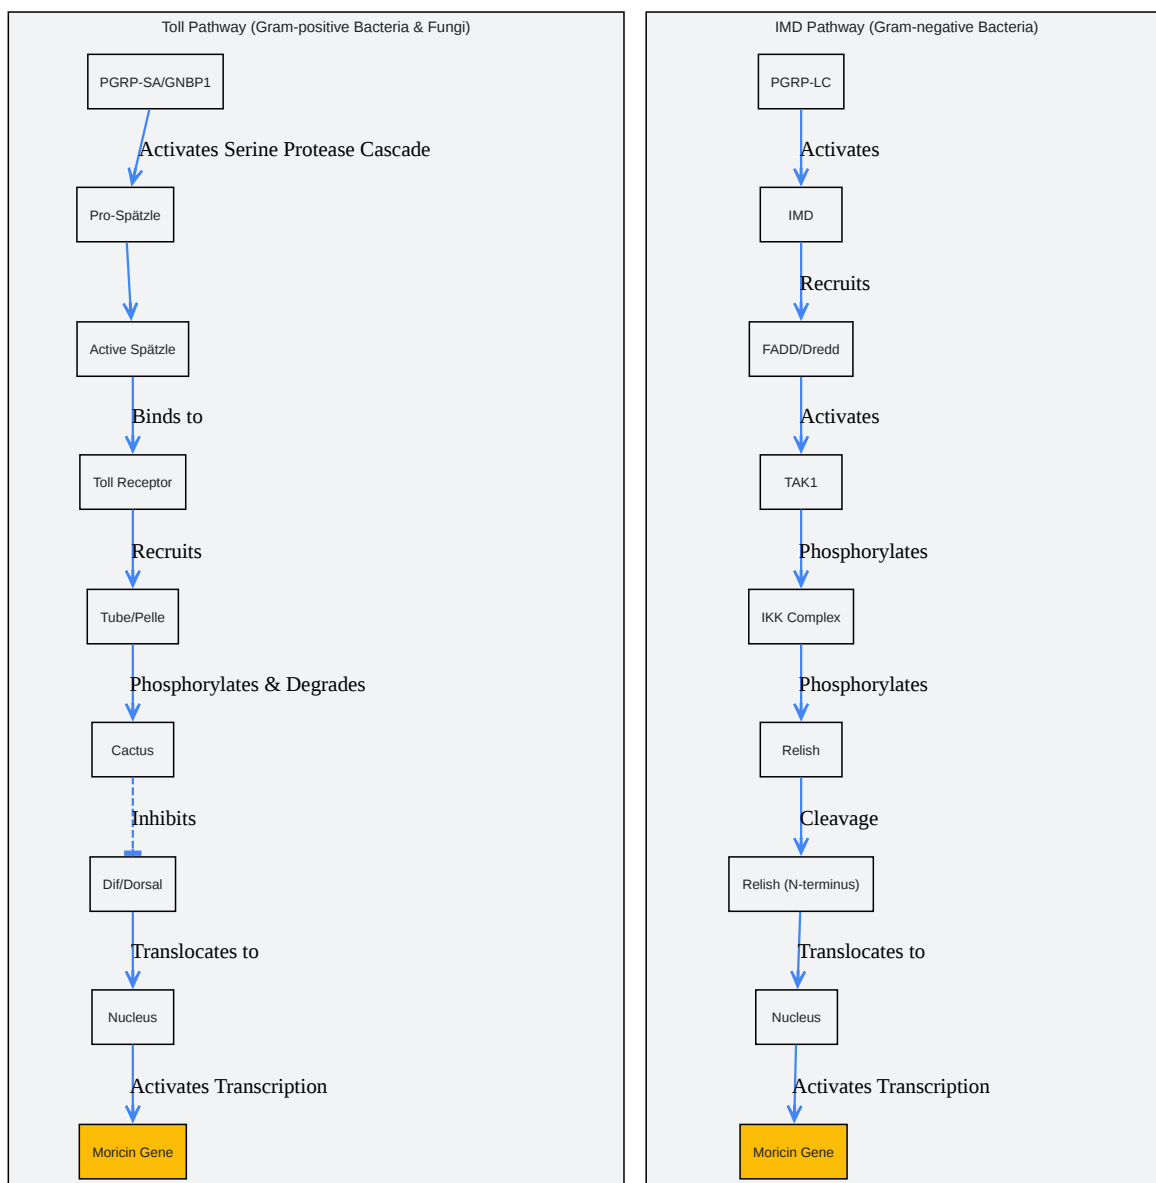 Toll Pathway (Gram-positive Bacteria & Fungi)
PGRP-SA/GNBP1
Activates Serine Protease Cascade
Pro-Spätzle
Active Spätzle
Binds to
Toll Receptor
Recruits
Tube/Pelle
Phosphorylates & Degrades
Cactus
Inhibits
Dif/Dorsal
Translocates to
Nucleus
Activates Transcription
Moricin Gene
IMD Pathway (Gram-negative Bacteria)
PGRP-LC
Activates
IMD
Recruits
FADD/Dredd
Activates
TAK1
Phosphorylates
IKK Complex
Phosphorylates
Relish
Cleavage
Relish (N-terminus)
Translocates to
Nucleus
Activates Transcription
Moricin Gene